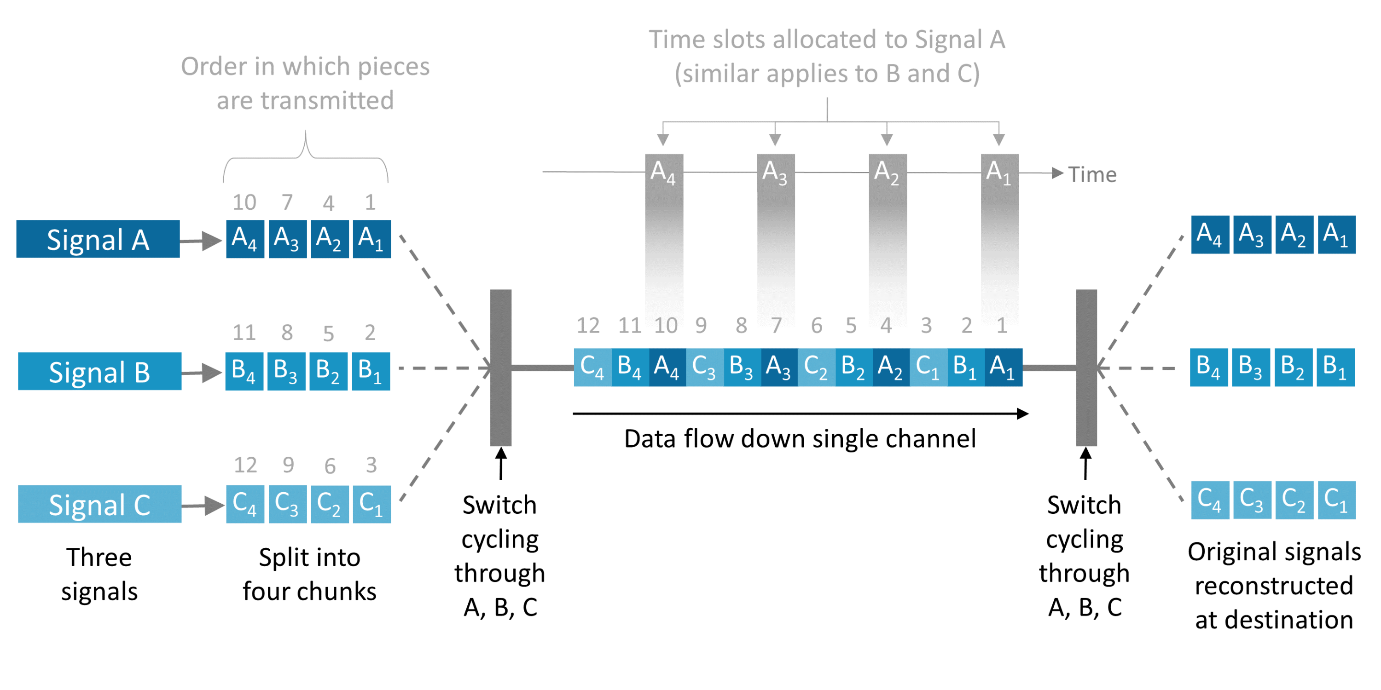 Time slots allocated to Signal A
(similar applies to B and C)
Order in which pieces
are transmitted
A4 A3 A2 A1 Time
10 7 4 1
Signal A A4 A3 A2 A1
A4 A3 A2 A1
11 8 5 2
12 11 10 9 8 7 6 5 4 3 2 1
Signal B B4 B3 B2 B1
C4 B4 A4 C3 B3 A3 C2 B2 A2 C1 B1 A1
B4 B3 B2 B1
Data flow down single channel
12 9 6 3
Signal C C4 C3 C2 C1
C4 C3 C2 C1
Three
signals
Split into
four chunks
Switch
cycling
through
A, B, C
Switch
cycling
through
A, B, C
Original signals
reconstructed
at destination